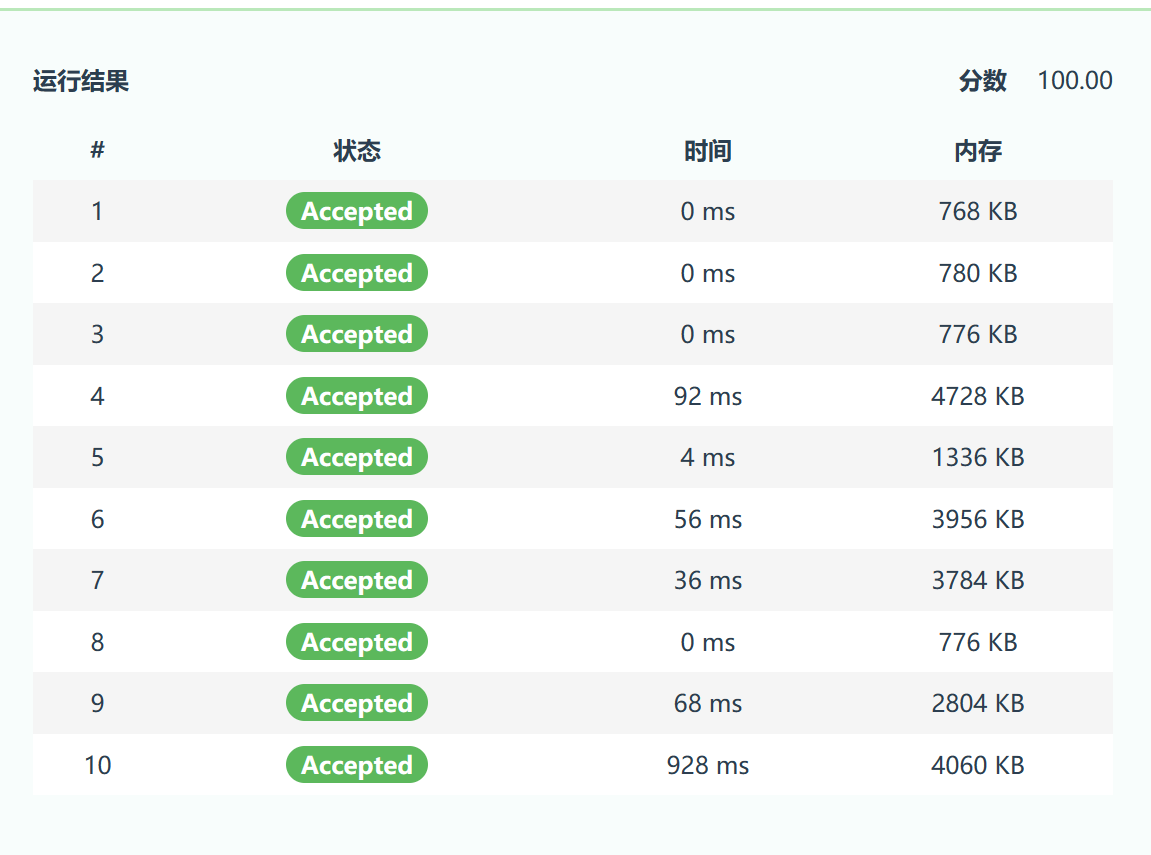 运行结果 分数 100.00
# 状态 时间 内存
1 Accepted 0 ms 768 KB
2 Accepted 0 ms 780 KB
3 Accepted 0 ms 776 KB
4 Accepted 92 ms 4728 KB
5 Accepted 4 ms 1336 KB
6 Accepted 56 ms 3956 KB
7 Accepted 36 ms 3784 KB
8 Accepted 0 ms 776 KB
9 Accepted 68 ms 2804 KB
10 Accepted 928 ms 4060 KB